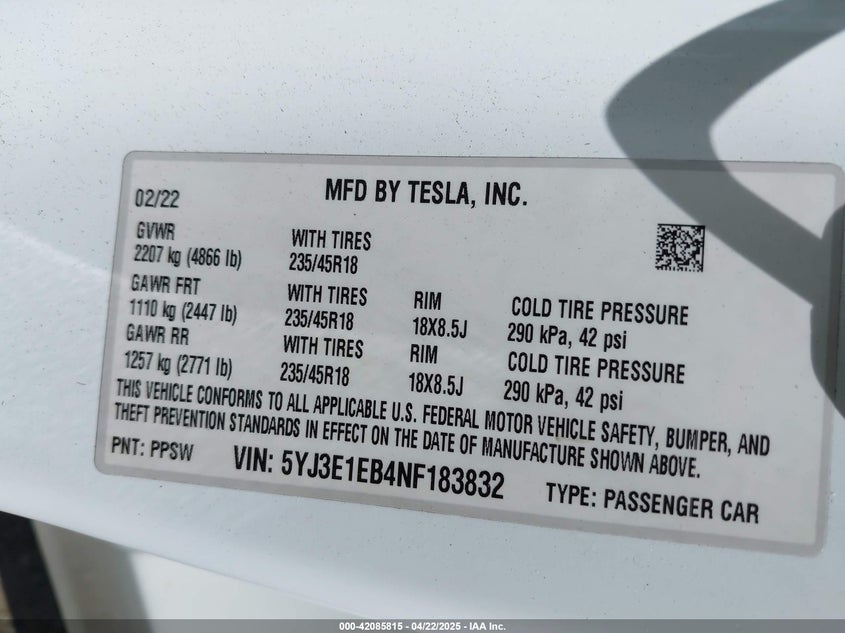 02/22
MFD BY TESLA, INC.
GVWR
2207 kg (4866 lb)
WITH TIRES
235/45R18
GAWR FRT
1110 kg (2447 lb)
WITH TIRES
235/45R18
RIM
18X8.5J
COLD TIRE PRESSURE
290 kPa, 42 psi
GAWR RR
1257 kg (2771 lb)
WITH TIRES
235/45R18
RIM
18X8.5J
COLD TIRE PRESSURE
290 kPa, 42 psi
THIS VEHICLE CONFORMS TO ALL APPLICABLE U.S. FEDERAL MOTOR VEHICLE SAFETY, BUMPER, AND
THEFT PREVENTION STANDARDS IN EFFECT ON THE DATE OF MANUFACTURE SHOWN ABOVE.
PNT: PPSW
VIN: 5YJ3E1EB4NF183832
TYPE: PASSENGER CAR
000-42085815 - 04/22/2025 - IAA Inc.